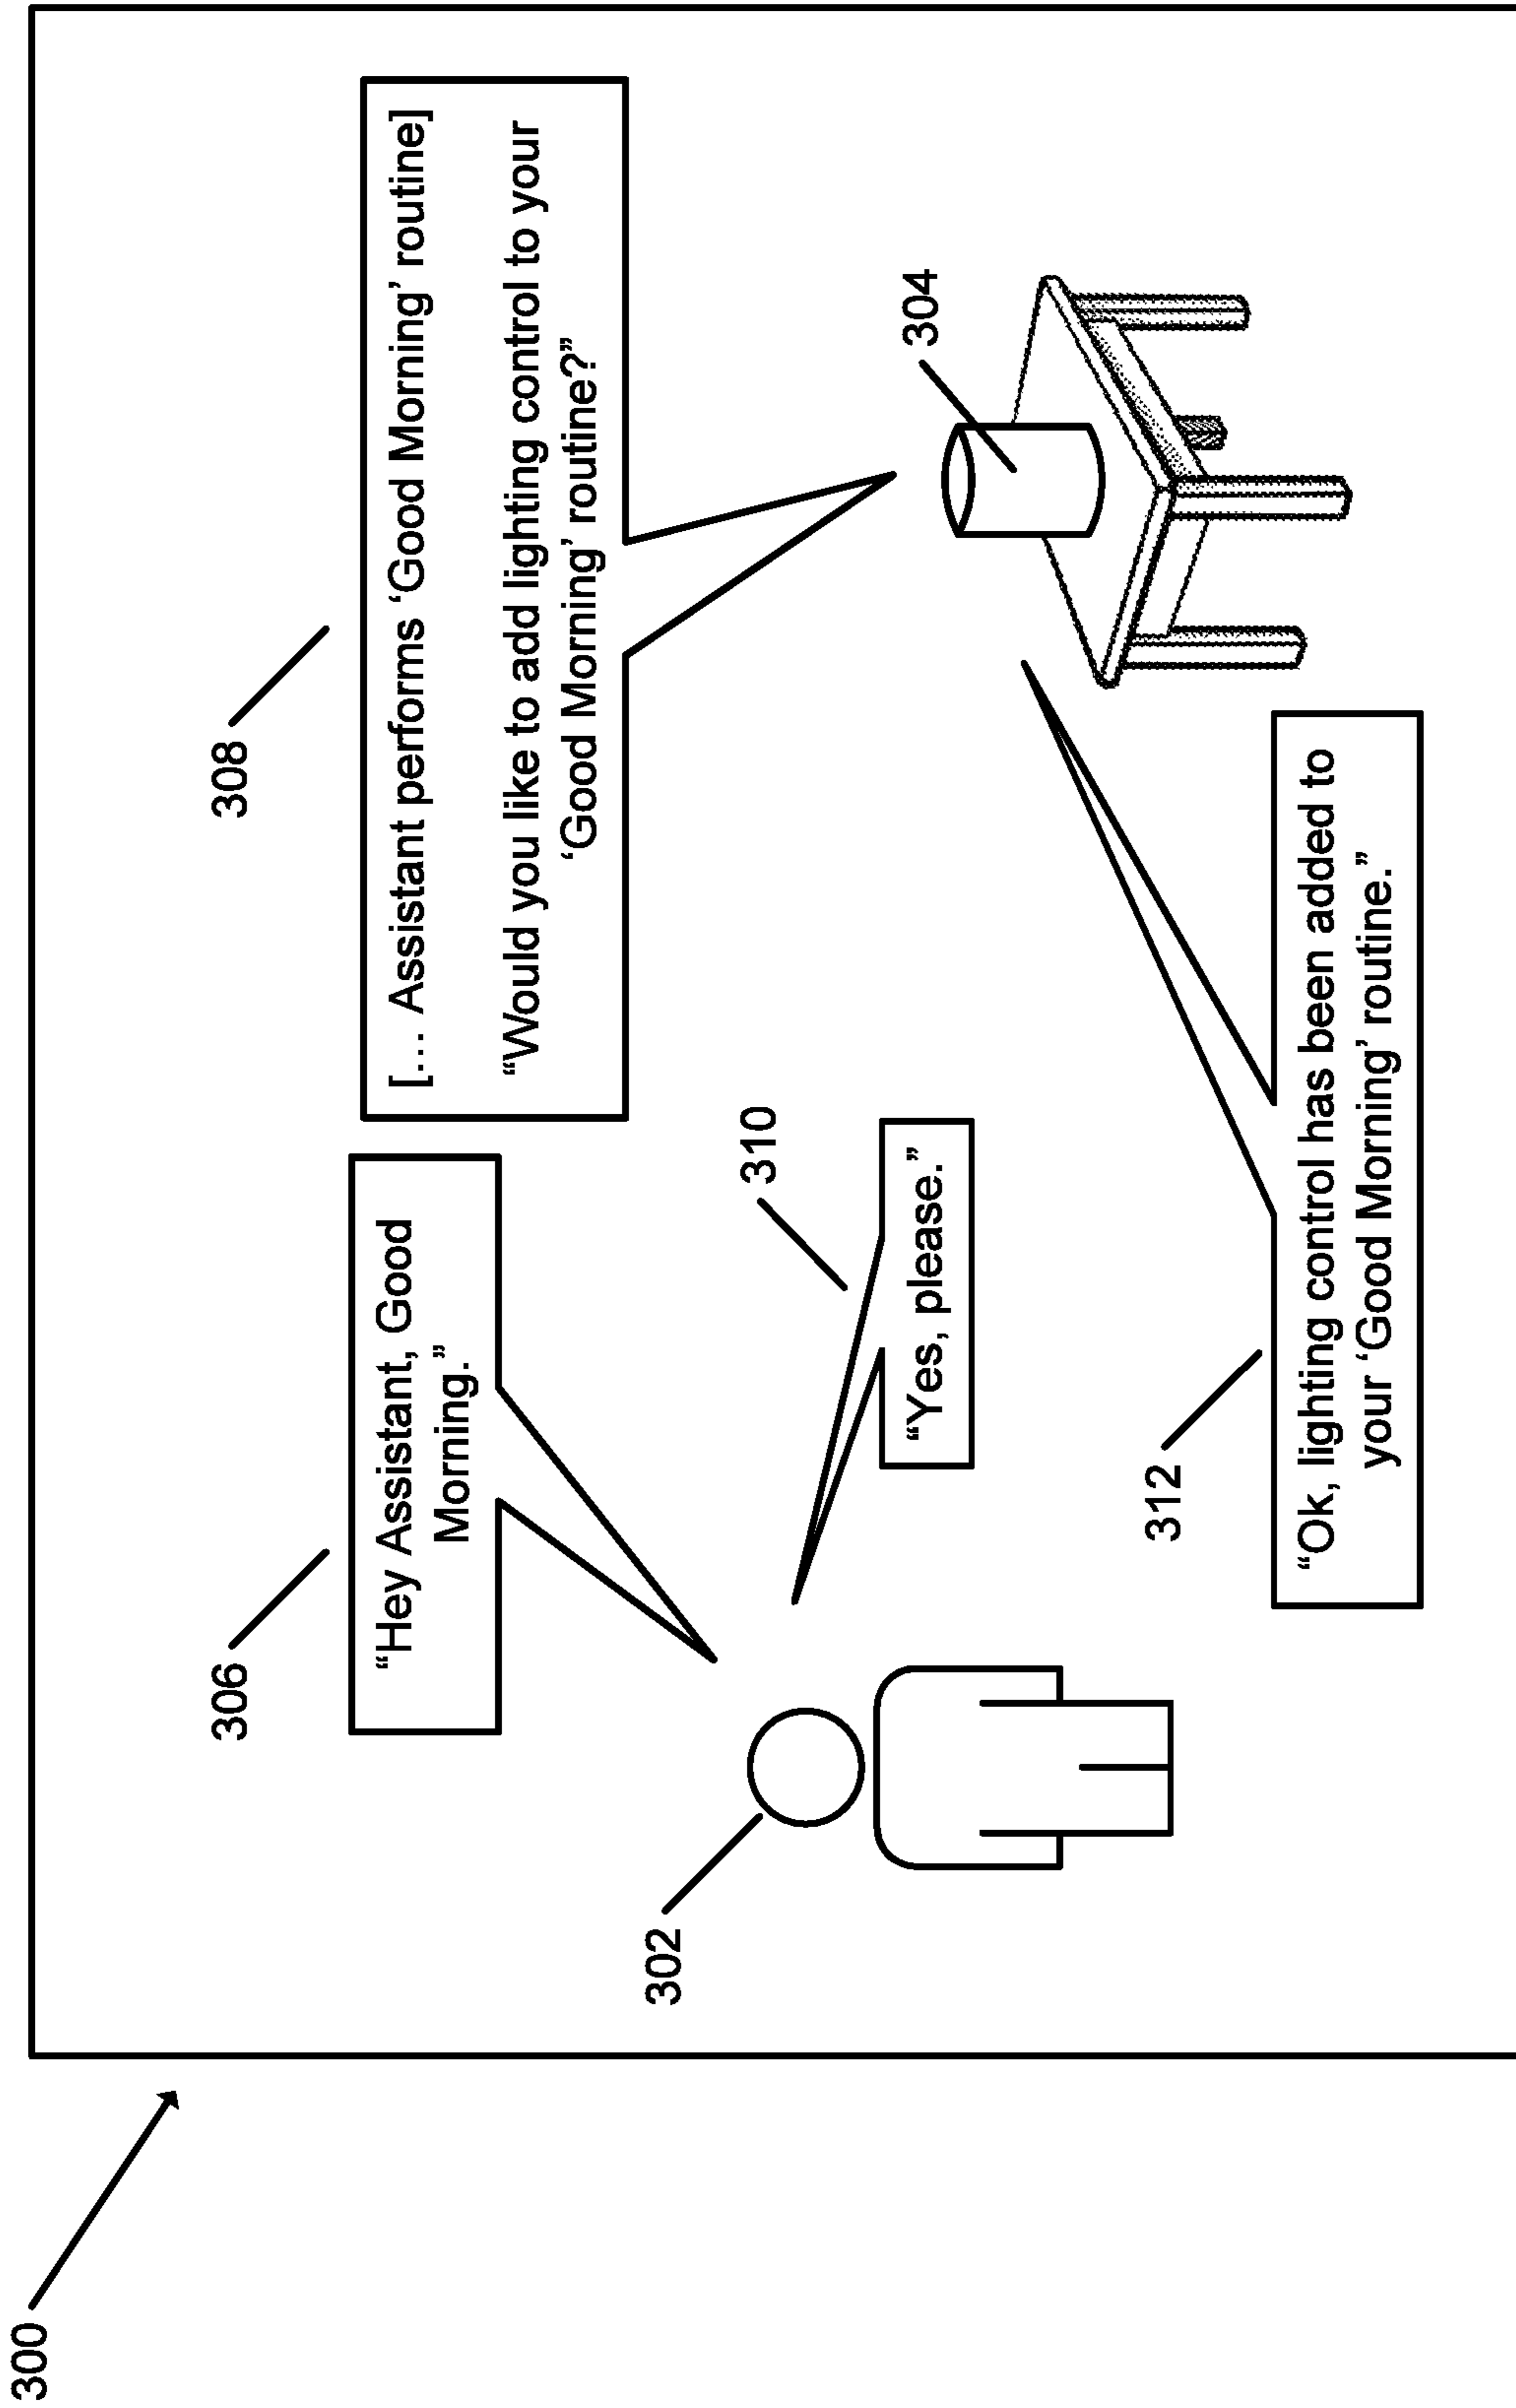 300
306
“Hey Assistant, Good
Morning.”
308
[… Assistant performs ‘Good Morning’ routine]
“Would you like to add lighting control to your
‘Good Morning’ routine?”
302
310
“Yes, please.”
304
312
“Ok, lighting control has been added to
your ‘Good Morning’ routine.”